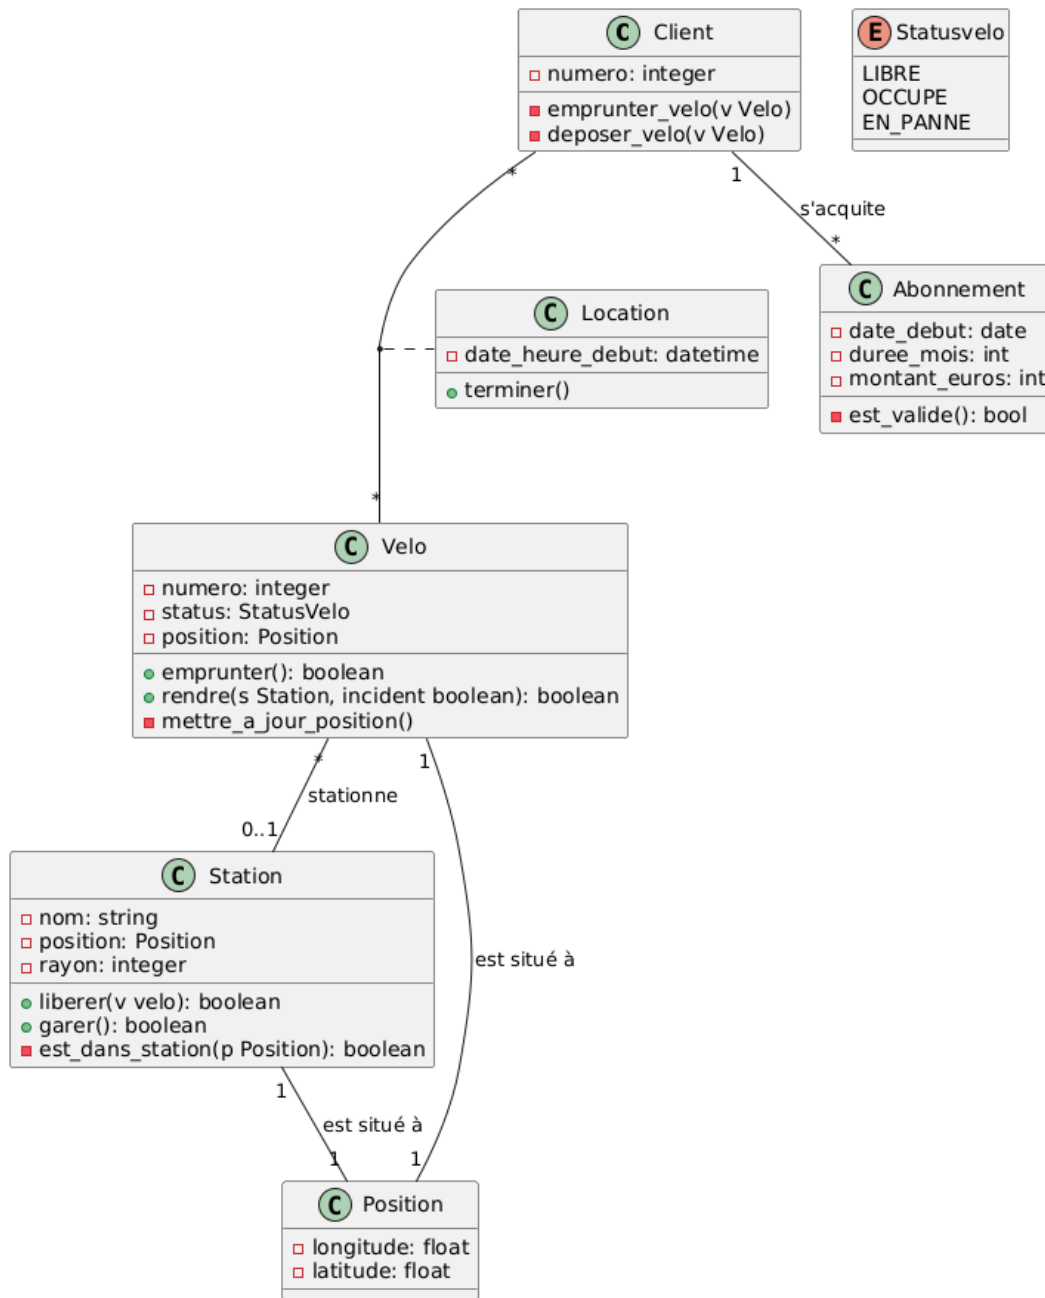 C Client
numero: integer
emprunter_velo(v Velo)
deposer_velo(v Velo)
E Statusvelo
LIBRE
OCCUPE
EN_PANNE
*
1
s'acquite
*
C Abonnement
date_debut: date
duree_mois: int
montant_euros: int
est_valide(): bool
C Location
date_heure_debut: datetime
terminer()
*
C Velo
numero: integer
status: StatusVelo
position: Position
emprunter(): boolean
rendre(s Station, incident boolean): boolean
mettre_a_jour_position()
*
1
stationne
0..1
C Station
nom: string
position: Position
rayon: integer
liberer(v velo): boolean
garer(): boolean
est_dans_station(p Position): boolean
est situé à
1
est situé à
1
1
C Position
longitude: float
latitude: float